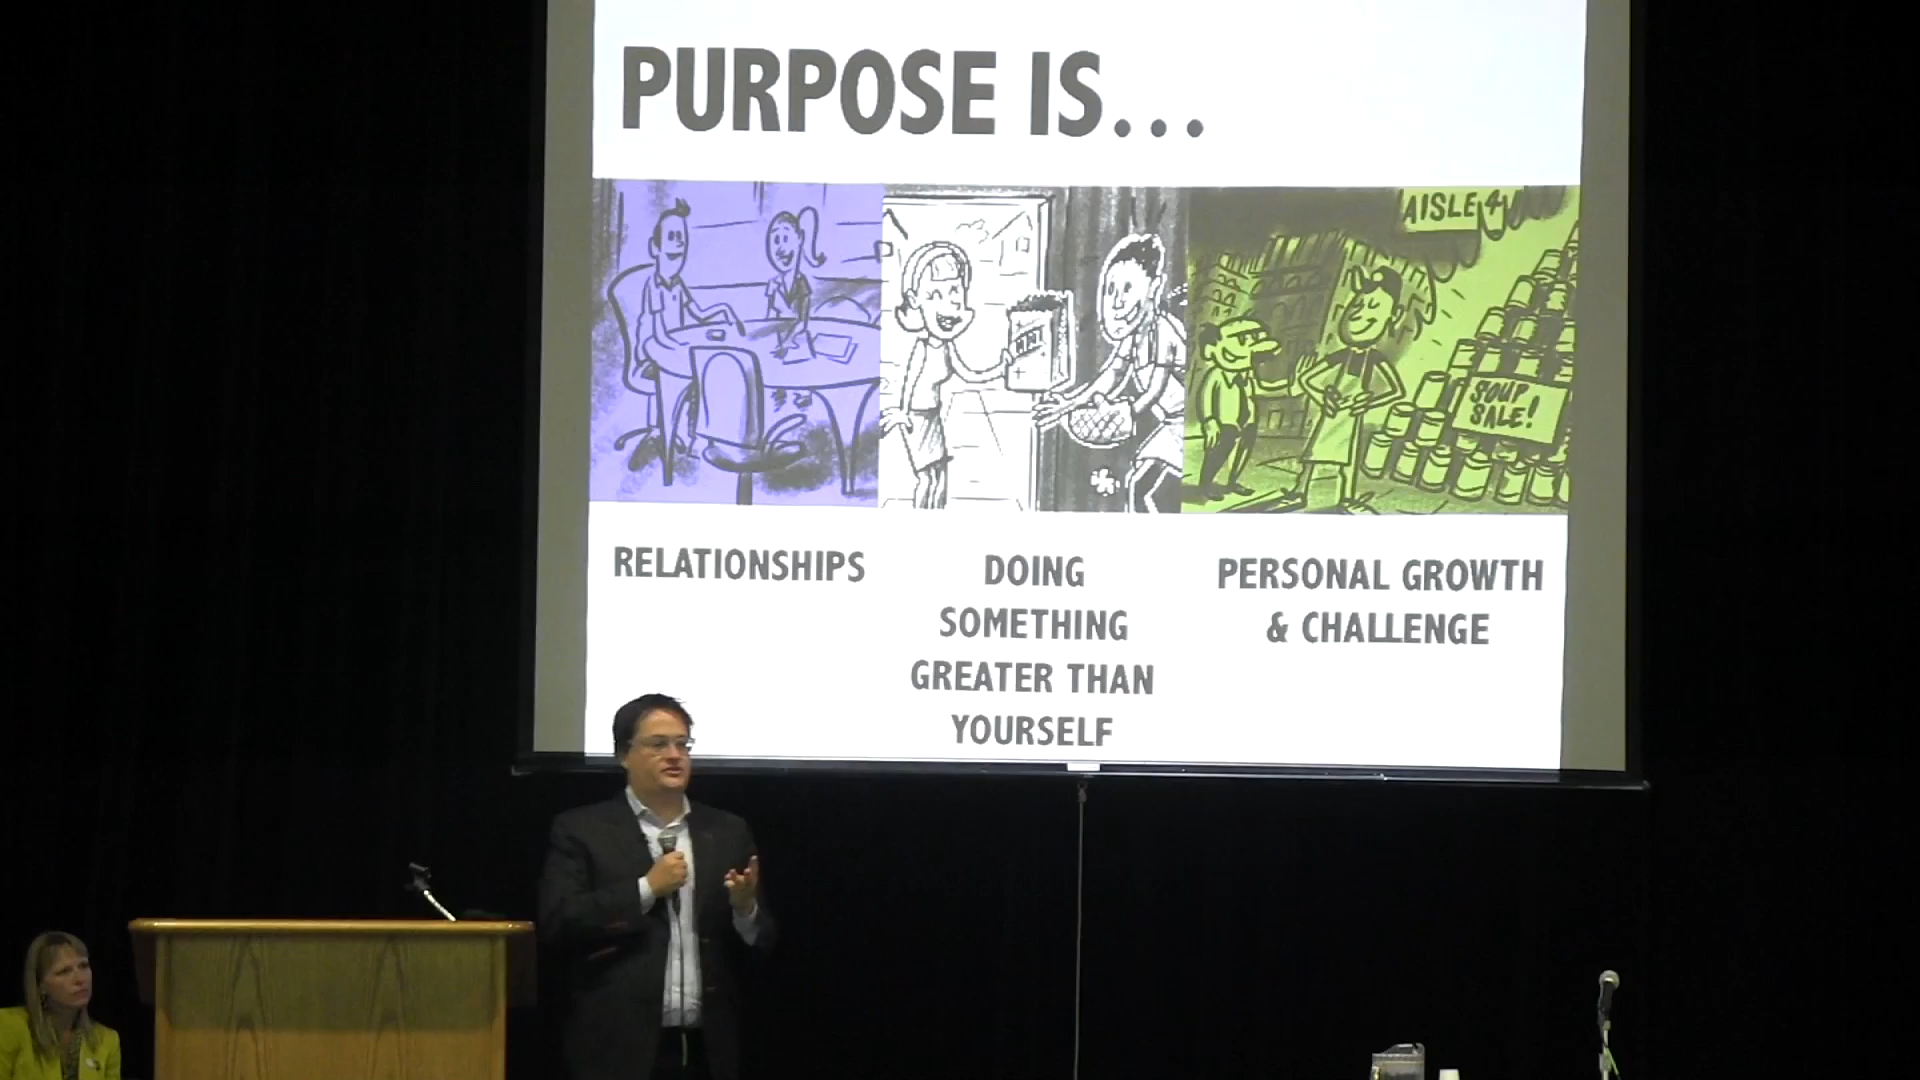 PURPOSE IS...
AISLE 4
SOUP
SALE!
RELATIONSHIPS
DOING
SOMETHING
GREATER THAN
YOURSELF
PERSONAL GROWTH
& CHALLENGE